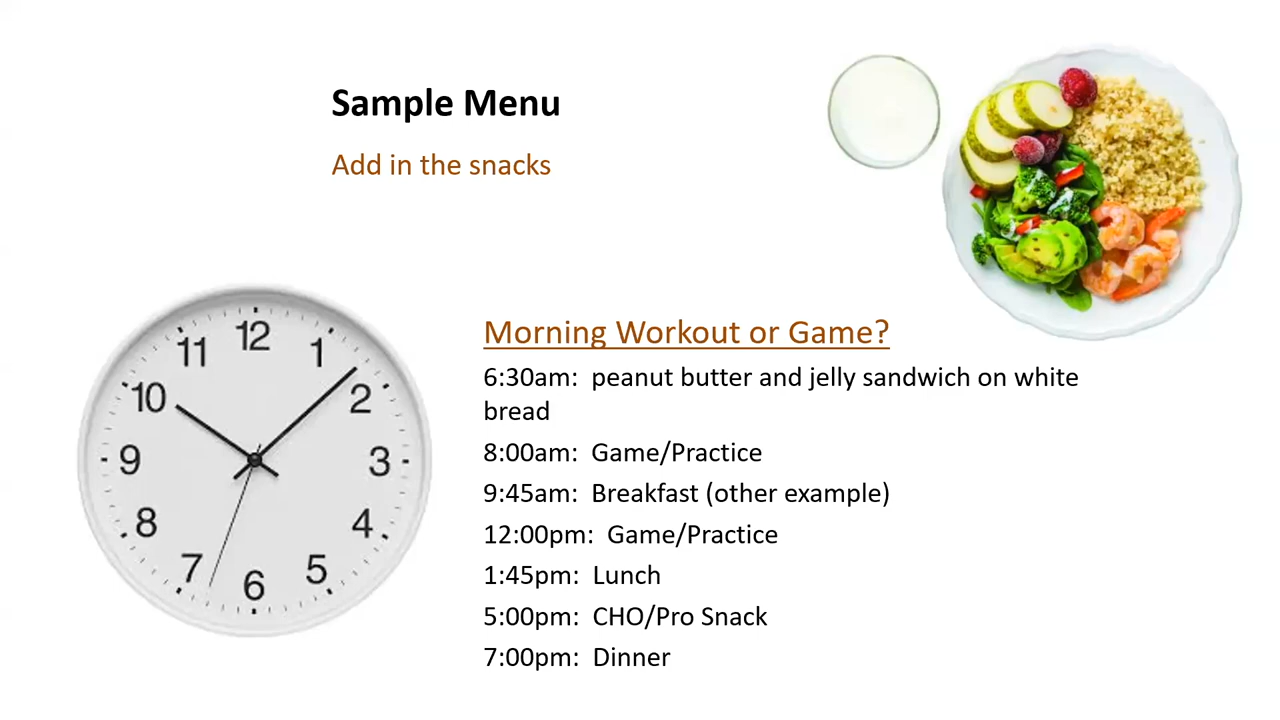 Sample Menu
Add in the snacks
12
11
1
10
2
9
3
8
4
7
5
6
Morning Workout or Game?
6:30am:  peanut butter and jelly sandwich on white
bread
8:00am:  Game/Practice
9:45am:  Breakfast (other example)
12:00pm:  Game/Practice
1:45pm:  Lunch
5:00pm:  CHO/Pro Snack
7:00pm:  Dinner